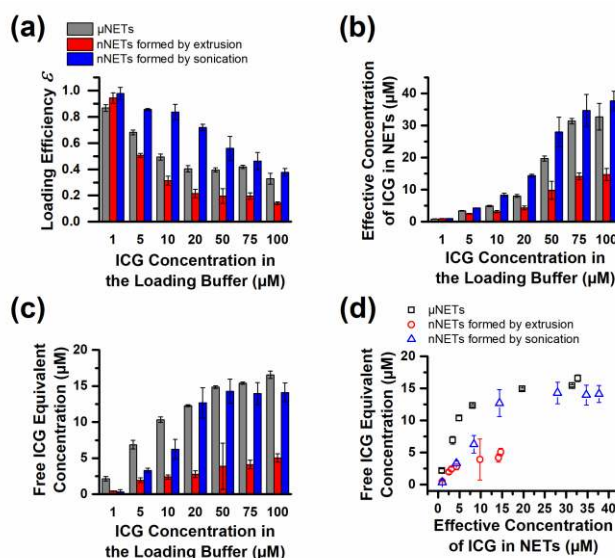 (a)
µNETs
nNETs formed by extrusion
nNETs formed by sonication
1.0
0.8
0.6
0.4
0.2
0.0
Loading Efficiency ε
1 5 10 20 50 75 100
ICG Concentration in
the Loading Buffer (µM)
(b)
40
30
20
10
0
Effective Concentration
of ICG in NETs (µM)
1 5 10 20 50 75 100
ICG Concentration in
the Loading Buffer (µM)
(c)
20
15
10
5
0
Free ICG Equivalent
Concentration (µM)
1 5 10 20 50 75 100
ICG Concentration in
the Loading Buffer (µM)
(d)
µNETs
nNETs formed by extrusion
nNETs formed by sonication
20
15
10
5
0
Free ICG Equivalent
Concentration (µM)
0 5 10 15 20 25 30 35 40
Effective Concentration
of ICG in NETs (µM)